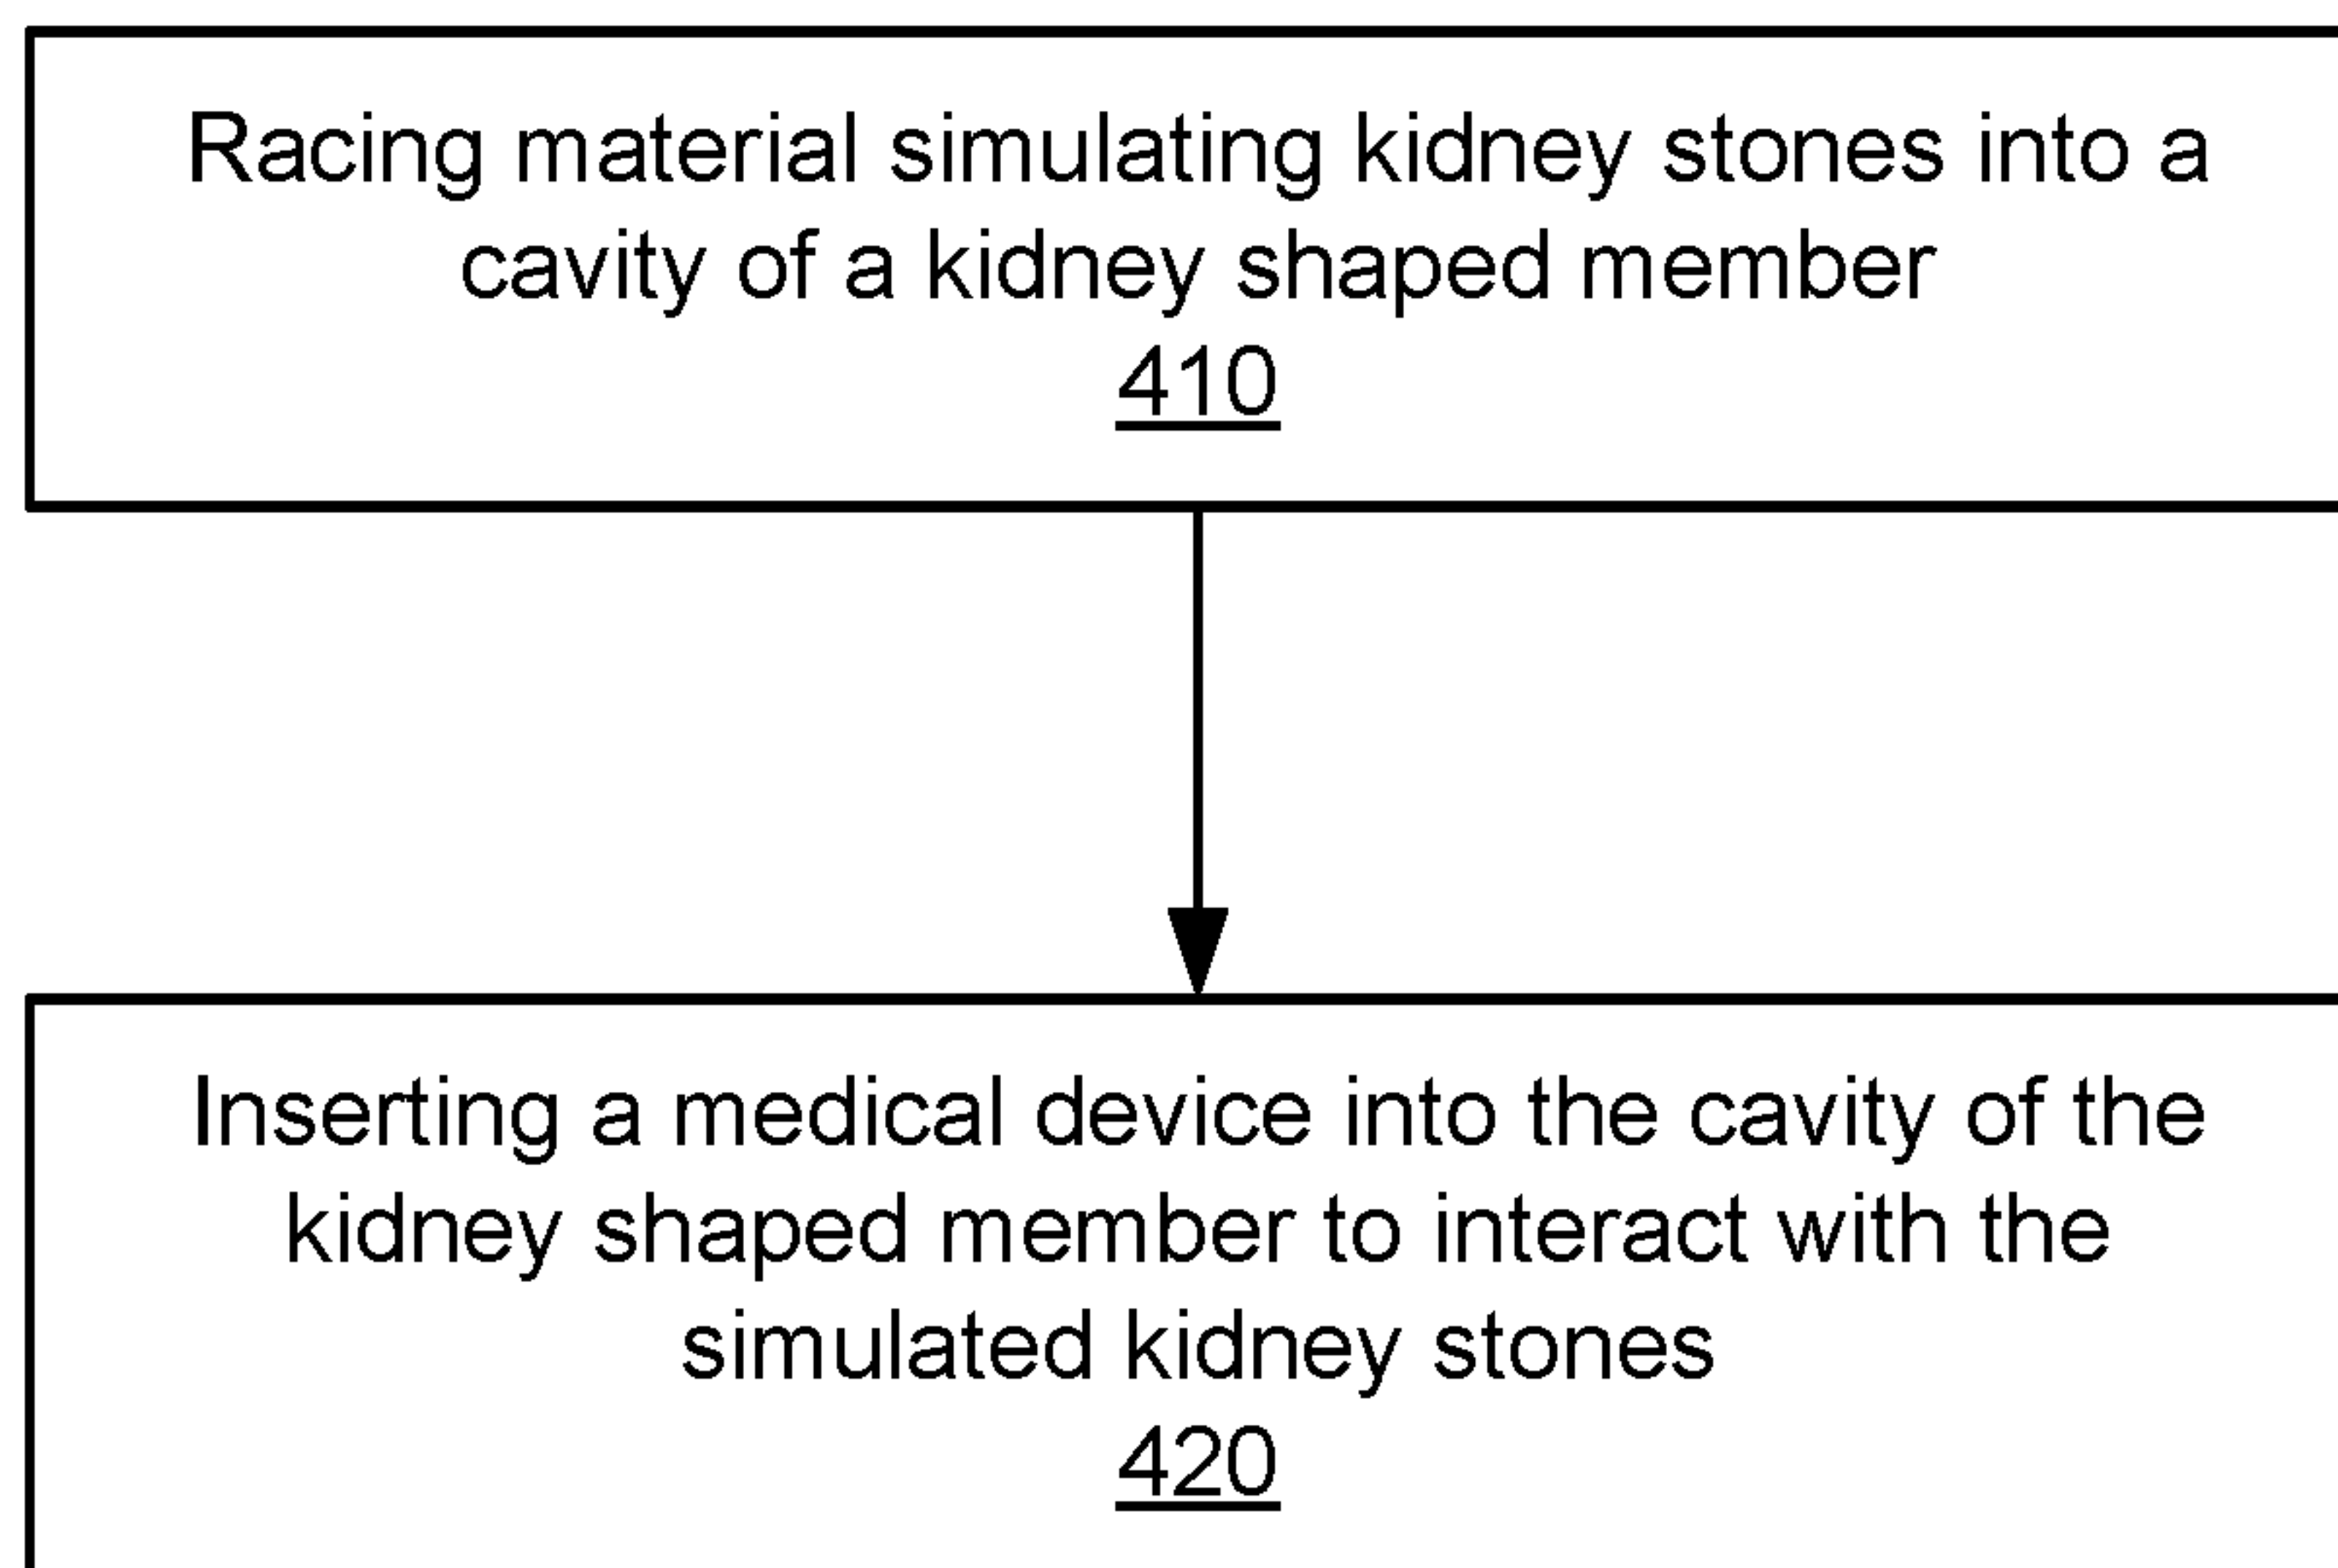 Racing material simulating kidney stones into a
cavity of a kidney shaped member
410
Inserting a medical device into the cavity of the
kidney shaped member to interact with the
simulated kidney stones
420